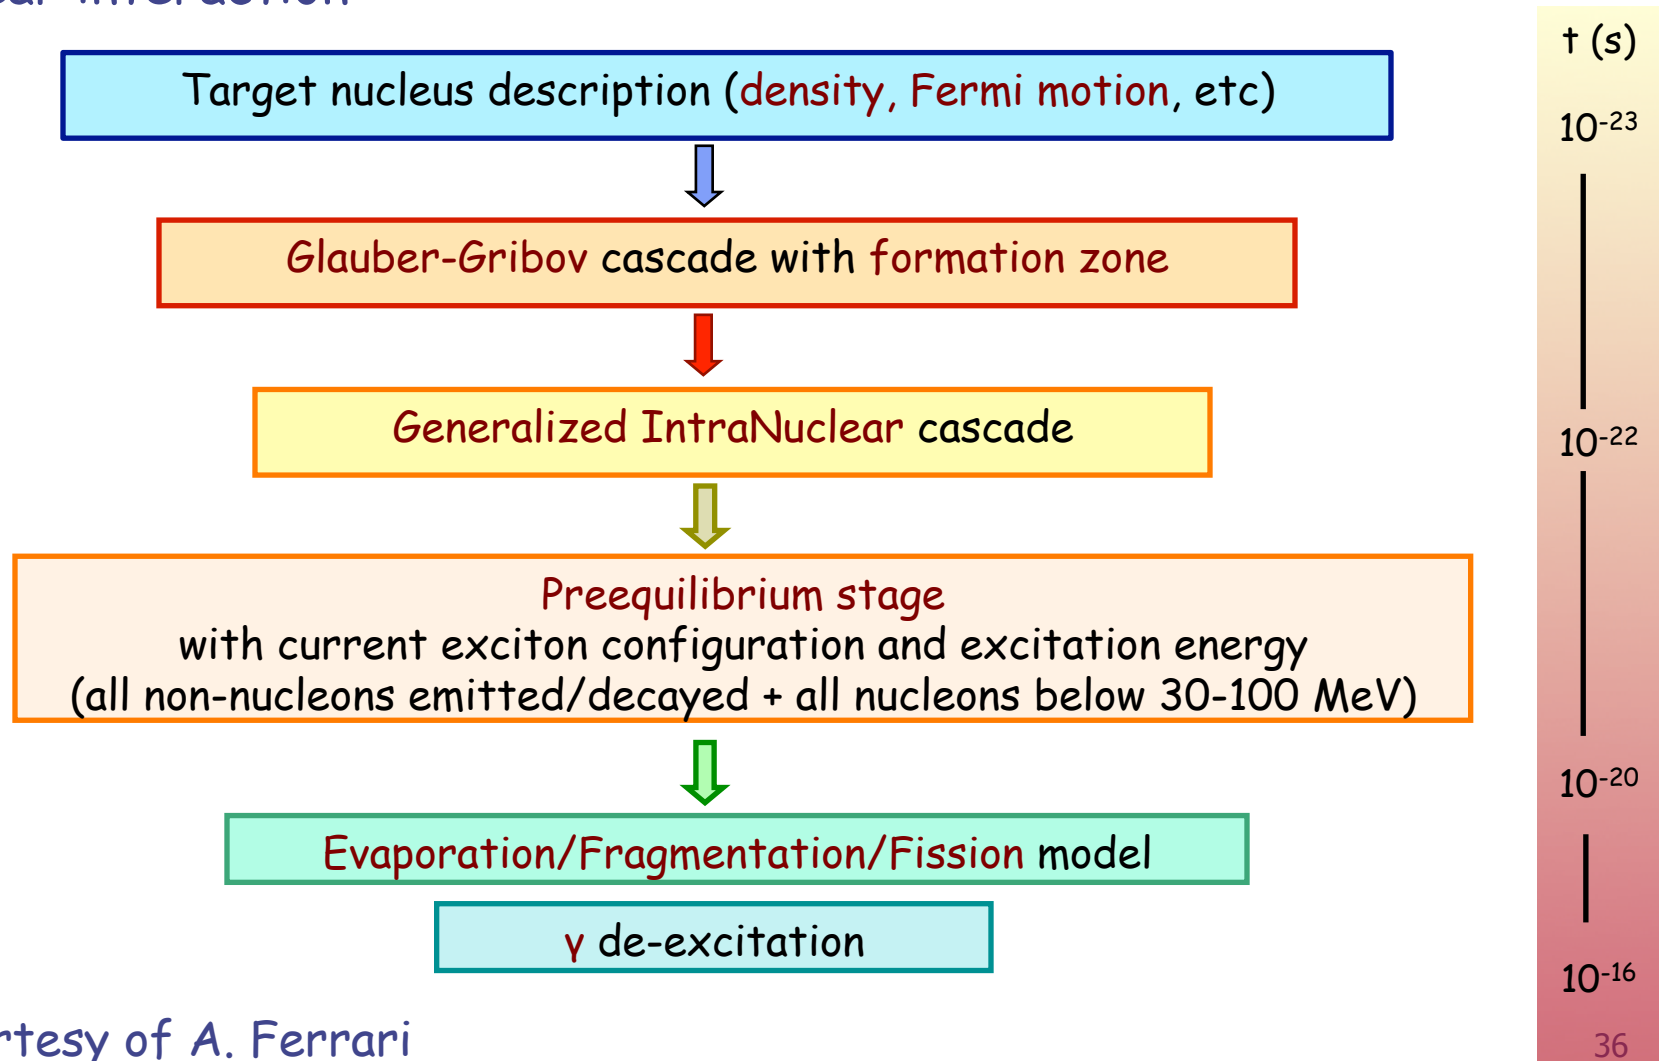 interaction
Target nucleus description (density, Fermi motion, etc)
Glauber-Gribov cascade with formation zone
Generalized IntraNuclear cascade
Preequilibrium stage
with current exciton configuration and excitation energy
(all non-nucleons emitted/decayed + all nucleons below 30-100 MeV)
Evaporation/Fragmentation/Fission model
γ de-excitation
rtesy of A. Ferrari
t (s)
10⁻²³
10⁻²²
10⁻²⁰
10⁻¹⁶
36